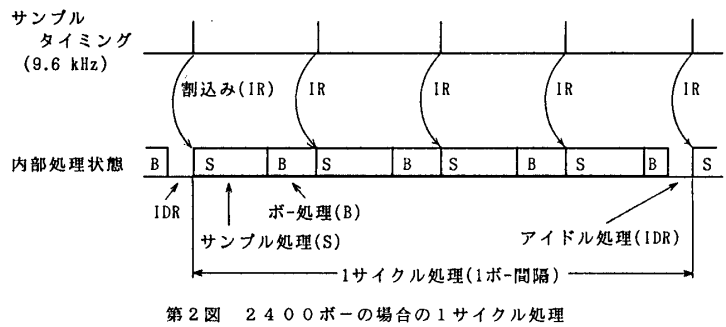 サンプル
タイミング
(9.6 kHz)
割込み(IR) IR IR IR IR
内部処理状態 B S B S B S B S B S
IDR ボｰ処理(B)
サンプル処理(S) アイドル処理(IDR)
1サイクル処理(1ボｰ間隔)
第2図 2400ボｰの場合の1サイクル処理